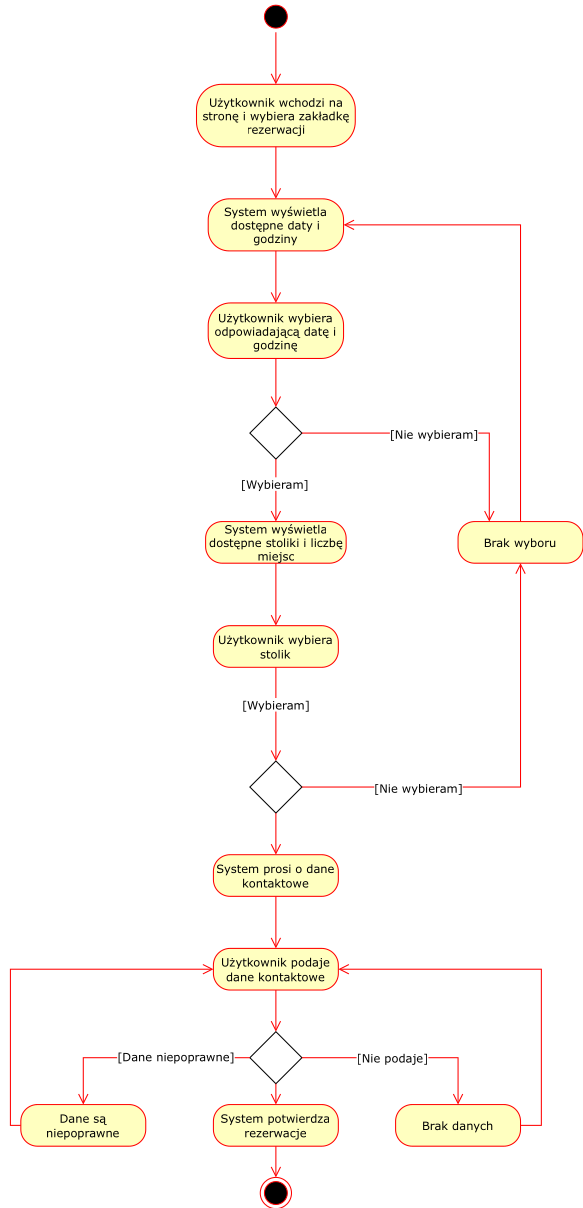 Użytkownik wchodzi na
stronę i wybiera zakładkę
rezerwacji
System wyświetla
dostępne daty i
godziny
Użytkownik wybiera
odpowiadającą datę i
godzinę
[Nie wybieram]
[Wybieram]
System wyświetla
dostępne stoliki i liczbę
miejsc
Brak wyboru
Użytkownik wybiera
stolik
[Wybieram]
[Nie wybieram]
System prosi o dane
kontaktowe
Użytkownik podaje
dane kontaktowe
[Dane niepoprawne]
[Nie podaje]
Dane są
niepoprawne
System potwierdza
rezerwacje
Brak danych